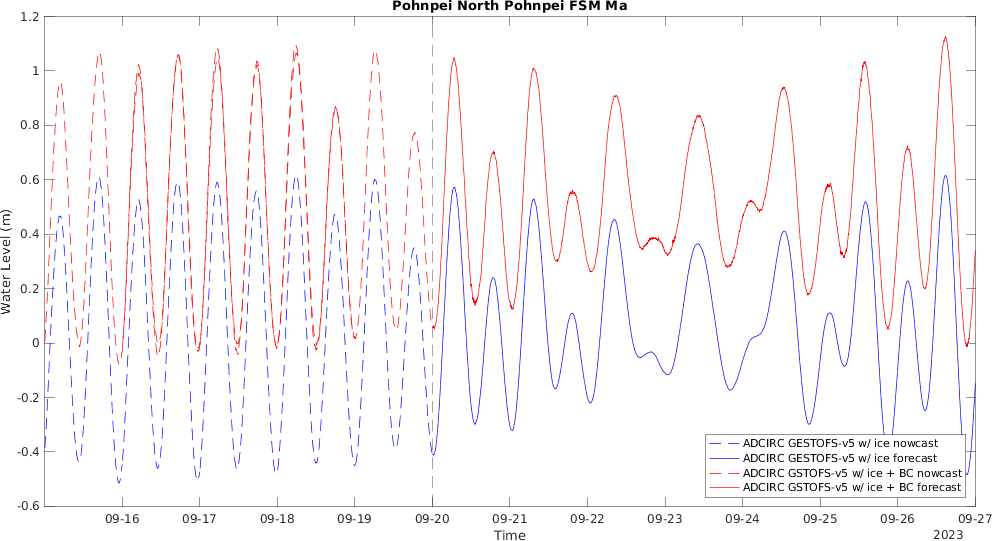 Pohnpei North Pohnpei FSM Ma
Water Level (m)
1.2
1
0.8
0.6
0.4
0.2
0
-0.2
-0.4
-0.6
ADCIRC GESTOFS-v5 w/ ice nowcast
ADCIRC GESTOFS-v5 w/ ice forecast
ADCIRC GSTOFS-v5 w/ ice + BC nowcast
ADCIRC GSTOFS-v5 w/ ice + BC forecast
09-16 09-17 09-18 09-19 09-20 09-21 09-22 09-23 09-24 09-25 09-26 09-27
Time
2023